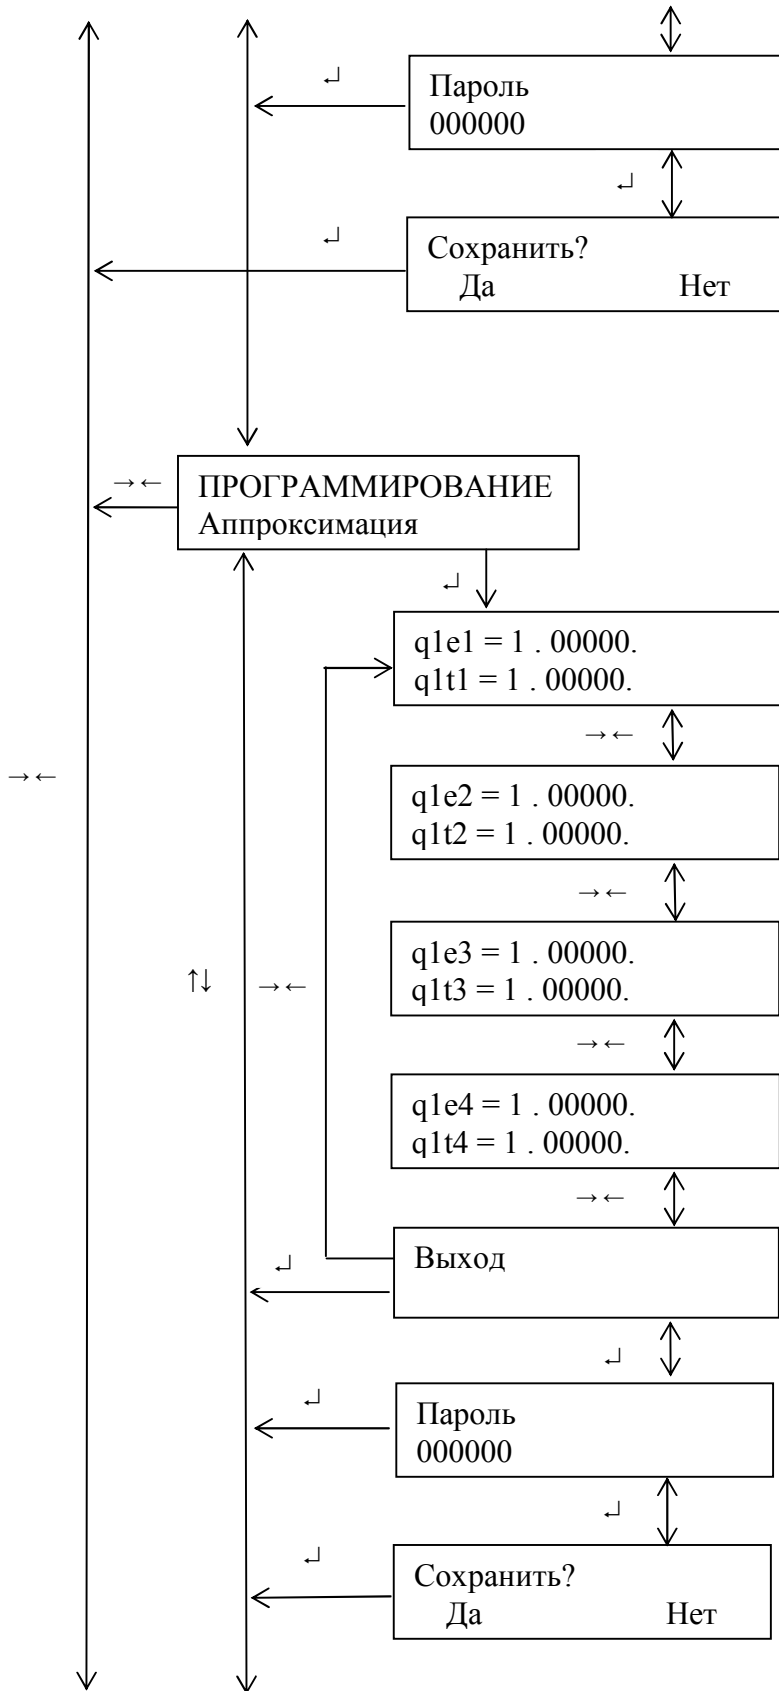 ↵
Пароль
000000
↵
↵
Сохранить?
Да Нет
→← ПРОГРАММИРОВАНИЕ
Аппроксимация
↵
q1e1 = 1 . 00000.
q1t1 = 1 . 00000.
→←
→←
q1e2 = 1 . 00000.
q1t2 = 1 . 00000.
→←
q1e3 = 1 . 00000.
q1t3 = 1 . 00000.
↑↓ →←
→←
q1e4 = 1 . 00000.
q1t4 = 1 . 00000.
→←
Выход
↵
↵
Пароль
000000
↵
↵
Сохранить?
Да Нет
↵